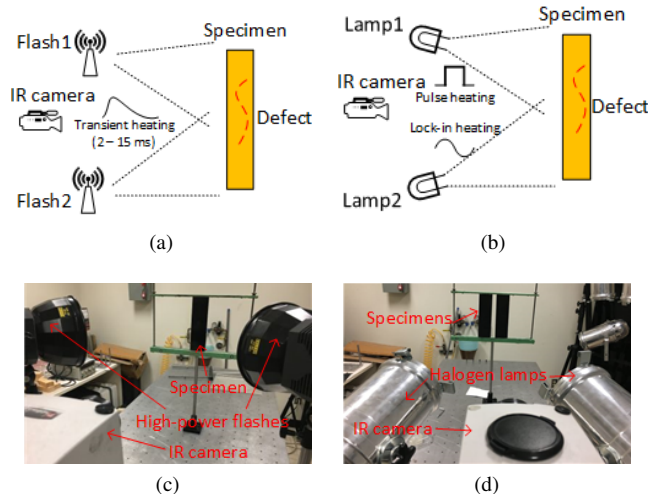 Specimen
Flash1
IR camera
Transient heating
(2 – 15 ms)
Defect
Flash2
(a)
Specimen
Lamp1
IR camera
Pulse heating
Defect
Lock-in heating
Lamp2
(b)
Specimen
High-power flashes
IR camera
(c)
Specimens
Halogen lamps
IR camera
(d)